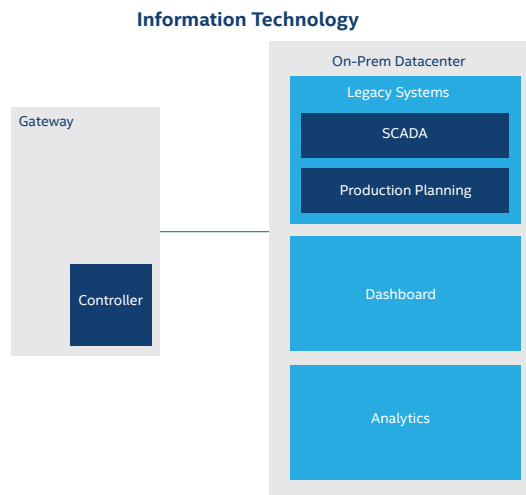 Information Technology
On-Prem Datacenter
Legacy Systems
SCADA
Production Planning
Gateway
Controller
Dashboard
Analytics